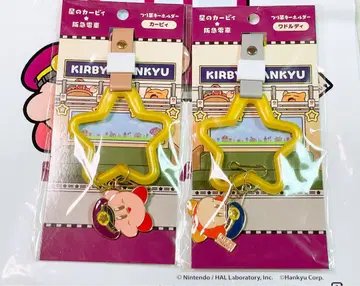 星のカービィ
★
阪急電車
つり革キーホルダー
カービィ
KIRBY
HANKYU
星のカービィ
★
阪急電車
つり革キーホルダー
ワドルディ
KIRBY
NKYU
© Nintendo / HAL Laboratory, Inc. ©Hankyu Corp.